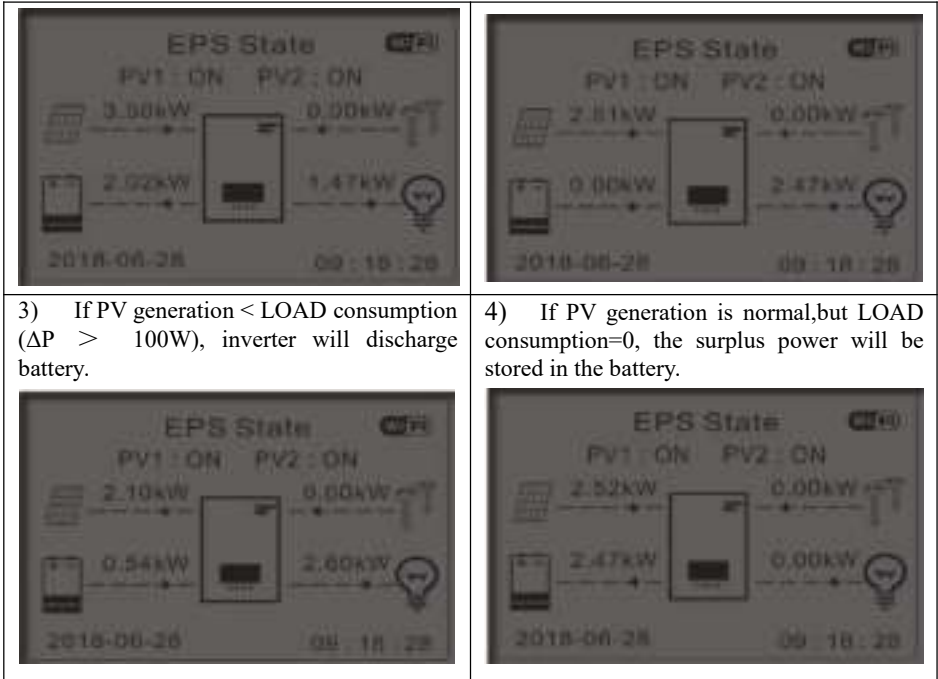 EPS State
PV1 : ON PV2 : ON
3.50kW 0.00kW
2.02kW 1.47kW
2018-06-28 09 : 18 : 28
EPS State
PV1 : ON PV2 : ON
2.51kW 0.00kW
0.00kW 2.47kW
2018-06-28 09 : 18 : 28
3) If PV generation < LOAD consumption
(ΔP > 100W), inverter will discharge
battery.
EPS State
PV1 : ON PV2 : ON
2.10kW 0.00kW
0.54kW 2.60kW
2018-06-28 09 : 18 : 28
4) If PV generation is normal,but LOAD
consumption=0, the surplus power will be
stored in the battery.
EPS State
PV1 : ON PV2 : ON
2.52kW 0.00kW
2.47kW 0.00kW
2018-06-28 09 : 18 : 28